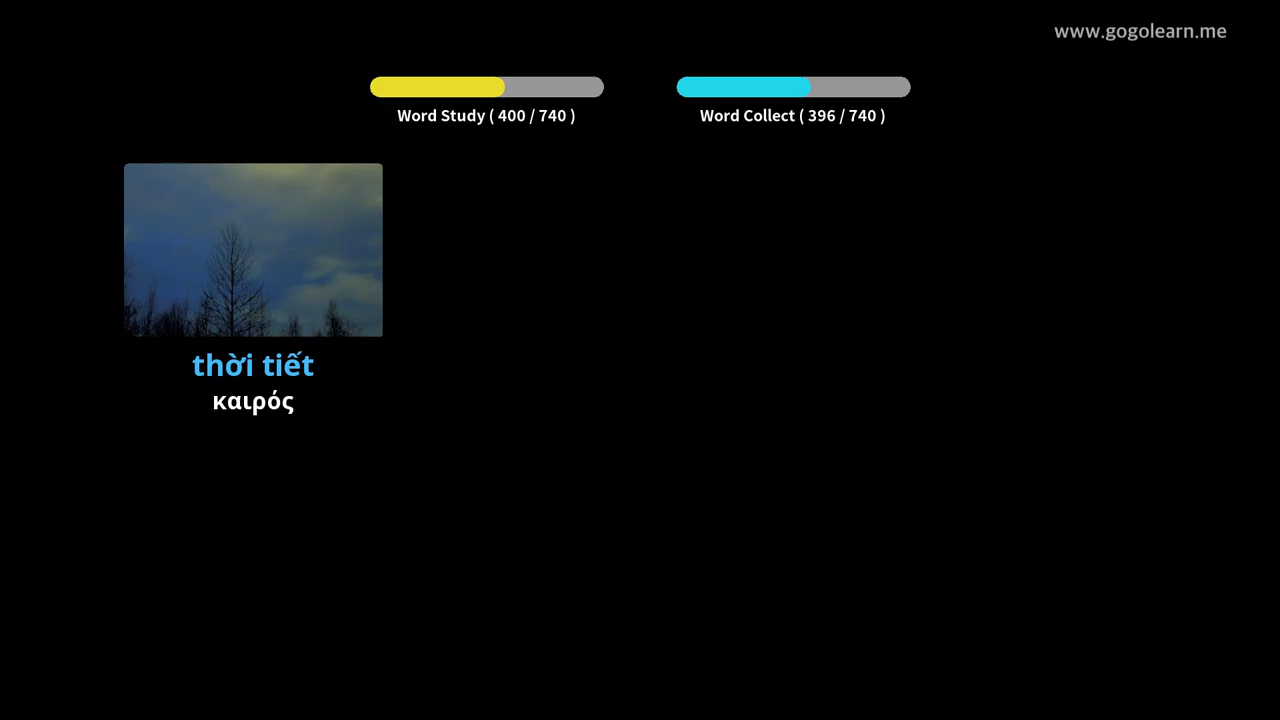 www.gogolearn.me
Word Study ( 400 / 740 )
Word Collect ( 396 / 740 )
thời tiết
καιρός